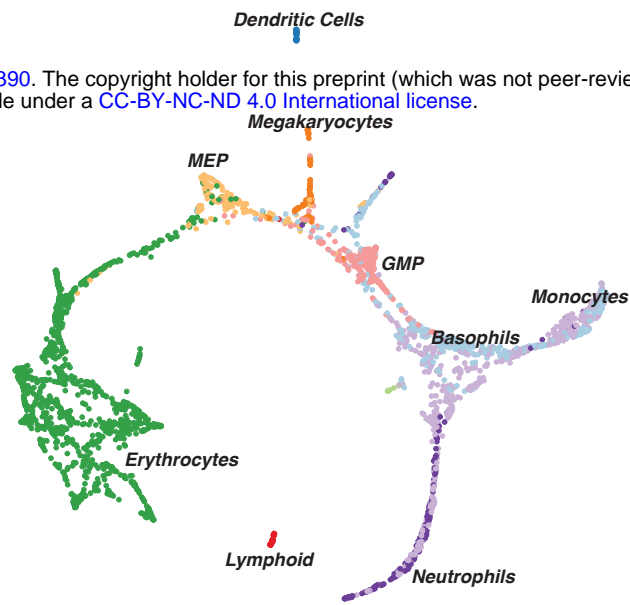 Dendritic Cells
390. The copyright holder for this preprint (which was not peer-revie
le under a CC-BY-NC-ND 4.0 International license.
Megakaryocytes
MEP
GMP
Monocytes
Basophils
Erythrocytes
Lymphoid
Neutrophils